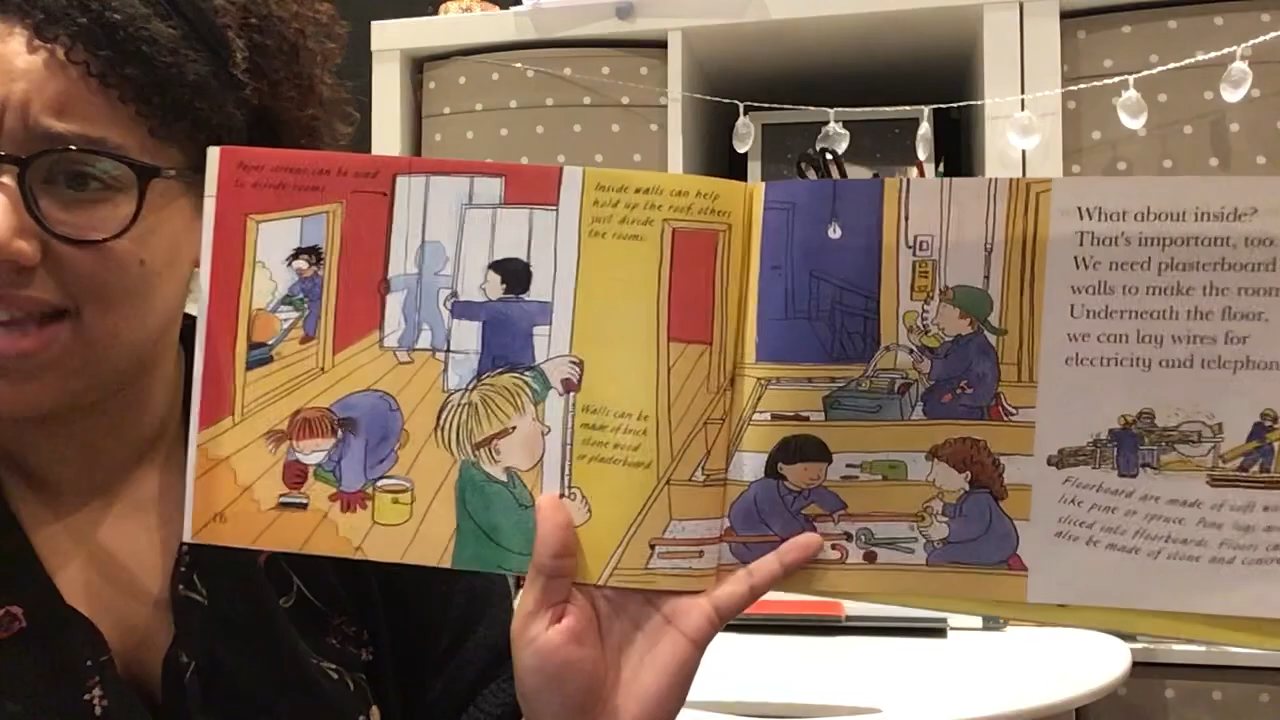 Paper screens can be used
to divide rooms
Inside walls can help
hold up the roof, others
just divide
the rooms.
Walls can be
made of brick
stone wood
or plasterboard
16
What about inside?
That's important, too.
We need plasterboard
walls to make the room
Underneath the floor,
we can lay wires for
electricity and telephon
Floorboard are made of soft
like pine or spruce. Pine logs
sliced into floorboards. Floors
also be made of stone and